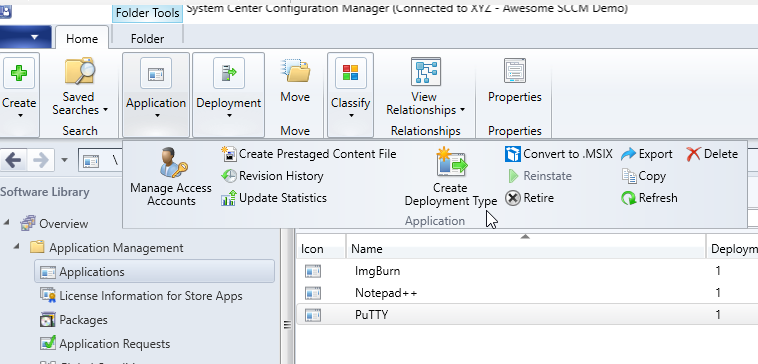 Folder Tools
System Center Configuration Manager (Connected to XYZ - Awesome SCCM Demo)
Home
Folder
Create
Saved Searches
Search
Application
Deployment
Move
Move
Classify
View Relationships
Relationships
Properties
Properties
\
Manage Access Accounts
Create Prestaged Content File
Revision History
Update Statistics
Create Deployment Type
Convert to .MSIX
Reinstate
Retire
Export
Copy
Refresh
Delete
Application
Software Library
Overview
Application Management
Applications
License Information for Store Apps
Packages
Application Requests
Icon
Name
Deploym
ImgBurn
1
Notepad++
1
PuTTY
1